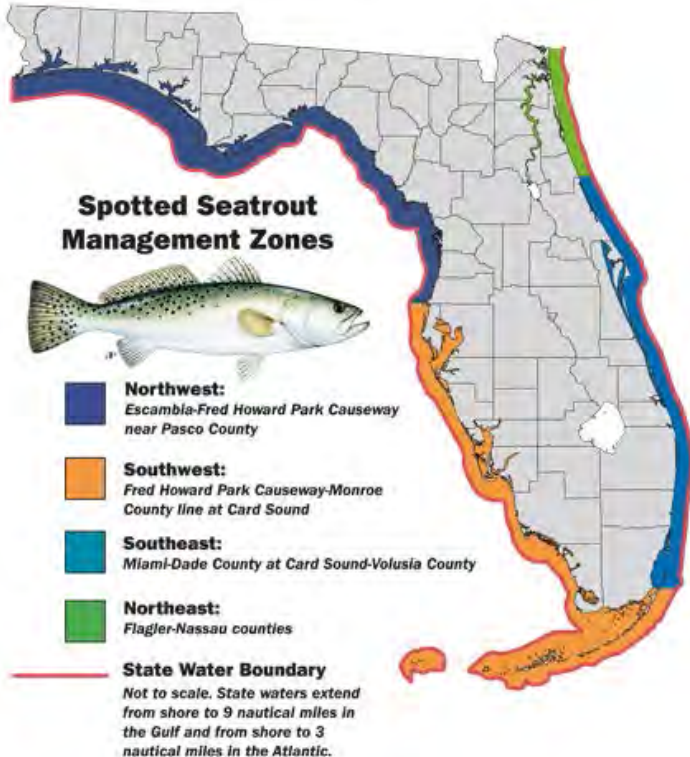 Spotted Seatrout
Management Zones
Northwest:
Escambia-Fred Howard Park Causeway
near Pasco County
Southwest:
Fred Howard Park Causeway-Monroe
County line at Card Sound
Southeast:
Miami-Dade County at Card Sound-Volusia County
Northeast:
Flagler-Nassau counties
State Water Boundary
Not to scale. State waters extend
from shore to 9 nautical miles in
the Gulf and from shore to 3
nautical miles in the Atlantic.